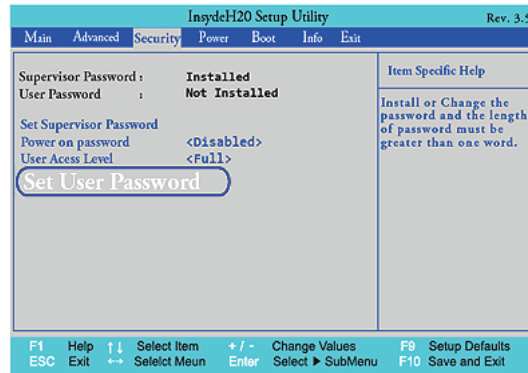 InsydeH20 Setup Utility Rev. 3.5
Main Advanced Security Power Boot Info Exit
Supervisor Password : Installed
User Password : Not Installed
Set Supervisor Password
Power on password <Disabled>
User Acess Level <Full>
Set User Password
Item Specific Help
Install or Change the
password and the length
of password must be
greater than one word.
F1 Help ↑↓ Select Item +/- Change Values F9 Setup Defaults
ESC Exit ←→ Selelct Meun Enter Select ▶ SubMenu F10 Save and Exit